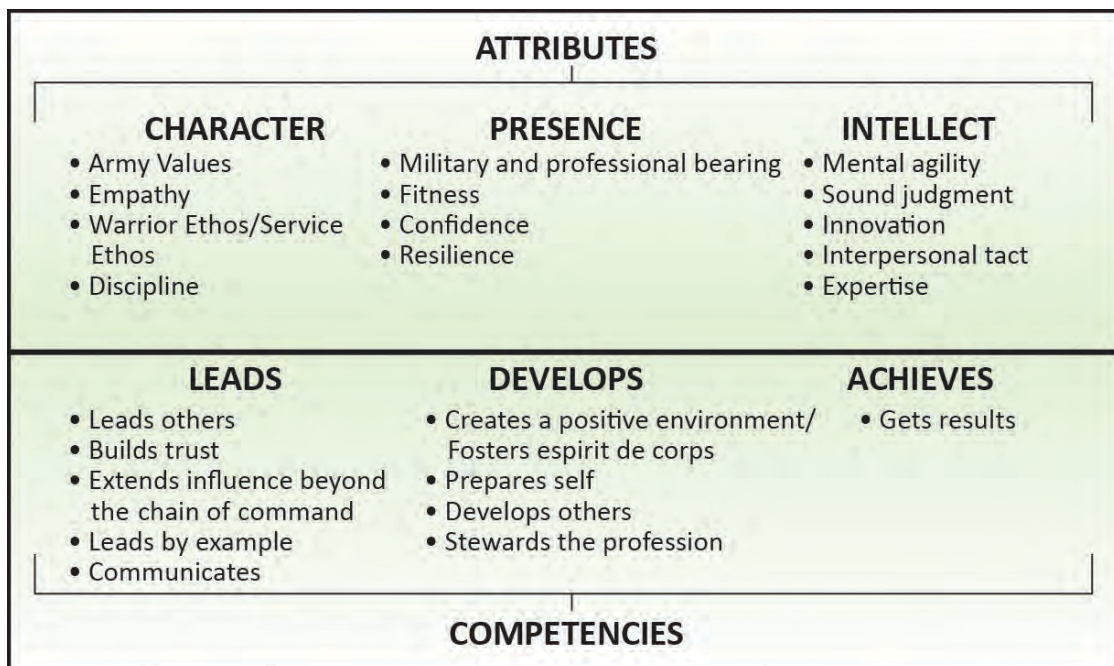 ATTRIBUTES
CHARACTER
• Army Values
• Empathy
• Warrior Ethos/Service
Ethos
• Discipline
PRESENCE
• Military and professional bearing
• Fitness
• Confidence
• Resilience
INTELLECT
• Mental agility
• Sound judgment
• Innovation
• Interpersonal tact
• Expertise
LEADS
• Leads others
• Builds trust
• Extends influence beyond
the chain of command
• Leads by example
• Communicates
DEVELOPS
• Creates a positive environment/
Fosters espirit de corps
• Prepares self
• Develops others
• Stewards the profession
ACHIEVES
• Gets results
COMPETENCIES